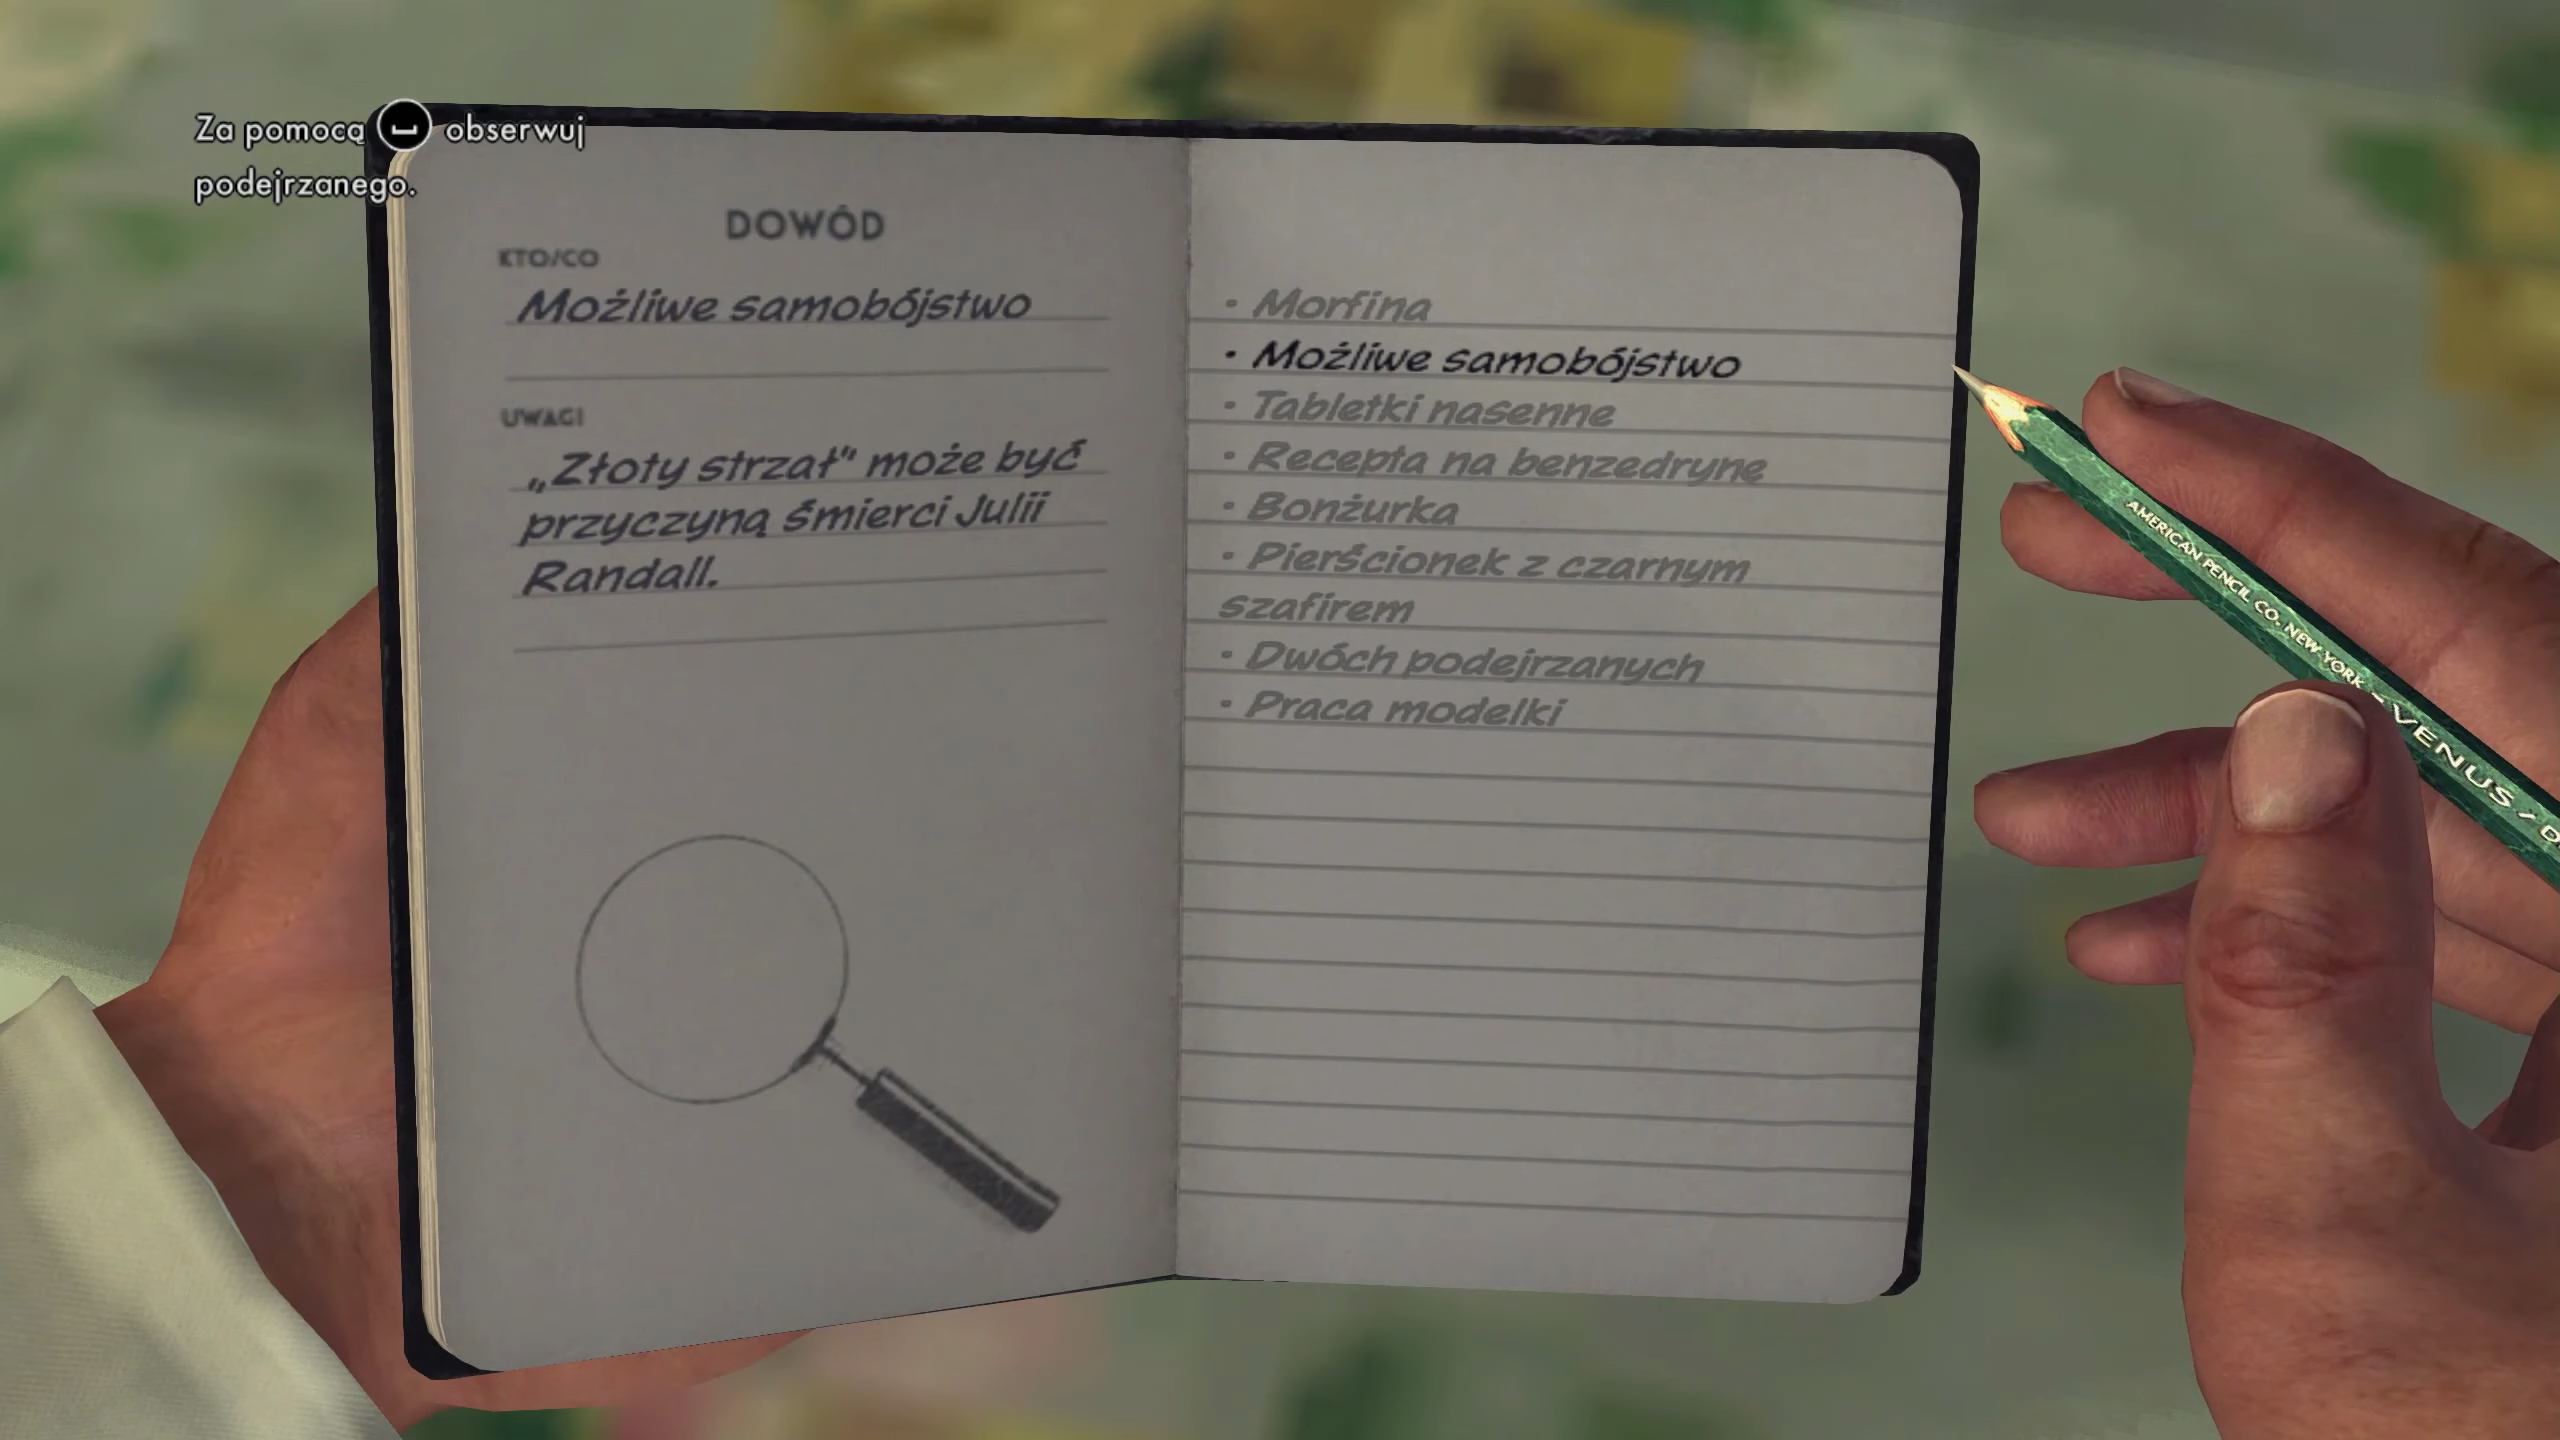 Za pomocą obserwuj
podejrzanego.
DOWÓD
KTO/CO
Możliwe samobójstwo
UWAGI
„Złoty strzał" może być
przyczyną śmierci Julii
Randall.
• Morfina
• Możliwe samobójstwo
• Tabletki nasenne
• Recepta na benzedrynę
• Bonżurka
• Pierścionek z czarnym
szafirem
• Dwóch podejrzanych
• Praca modelki
AMERICAN PENCIL CO. NEW YORK VENUS